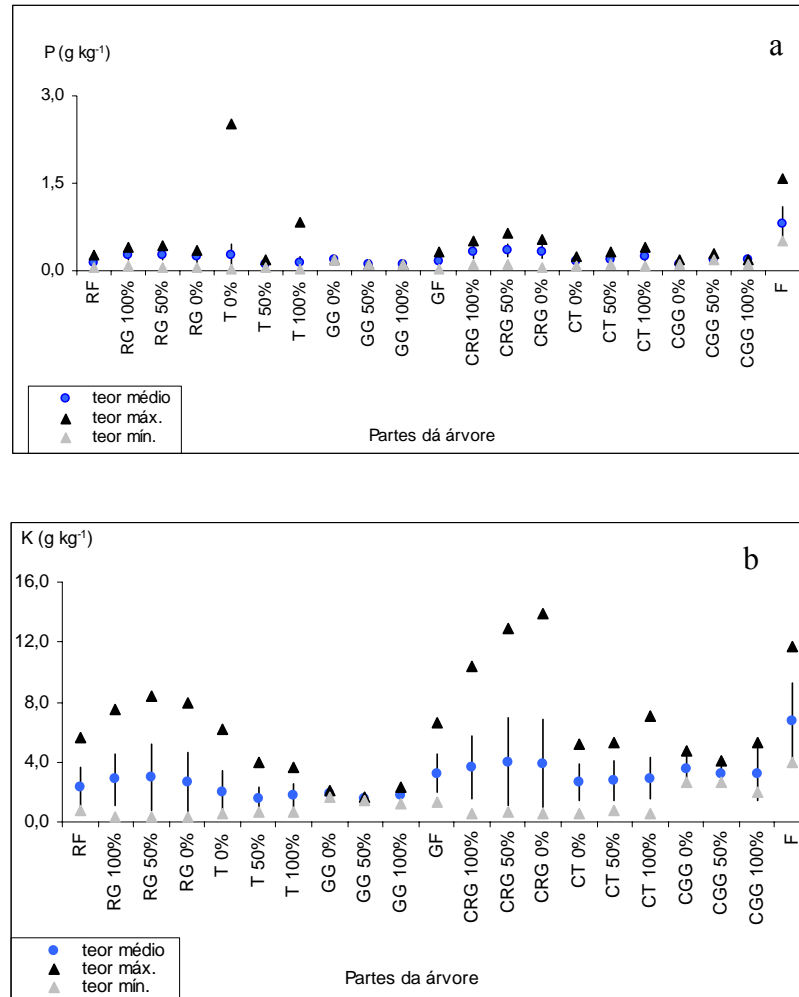 a
P (g kg-1)
3,0
1,5
0,0
RF
RG 100%
RG 50%
RG 0%
T 0%
T 50%
T 100%
GG 0%
GG 50%
GG 100%
GF
CRG 100%
CRG 50%
CRG 0%
CT 0%
CT 50%
CT 100%
CGG 0%
CGG 50%
CGG 100%
F
teor médio
teor máx.
teor mín.
Partes dá árvore
K (g kg-1)
b
16,0
12,0
8,0
4,0
0,0
RF
RG 100%
RG 50%
RG 0%
T 0%
T 50%
T 100%
GG 0%
GG 50%
GG 100%
GF
CRG 100%
CRG 50%
CRG 0%
CT 0%
CT 50%
CT 100%
CGG 0%
CGG 50%
CGG 100%
F
teor médio
teor máx.
teor mín.
Partes da árvore